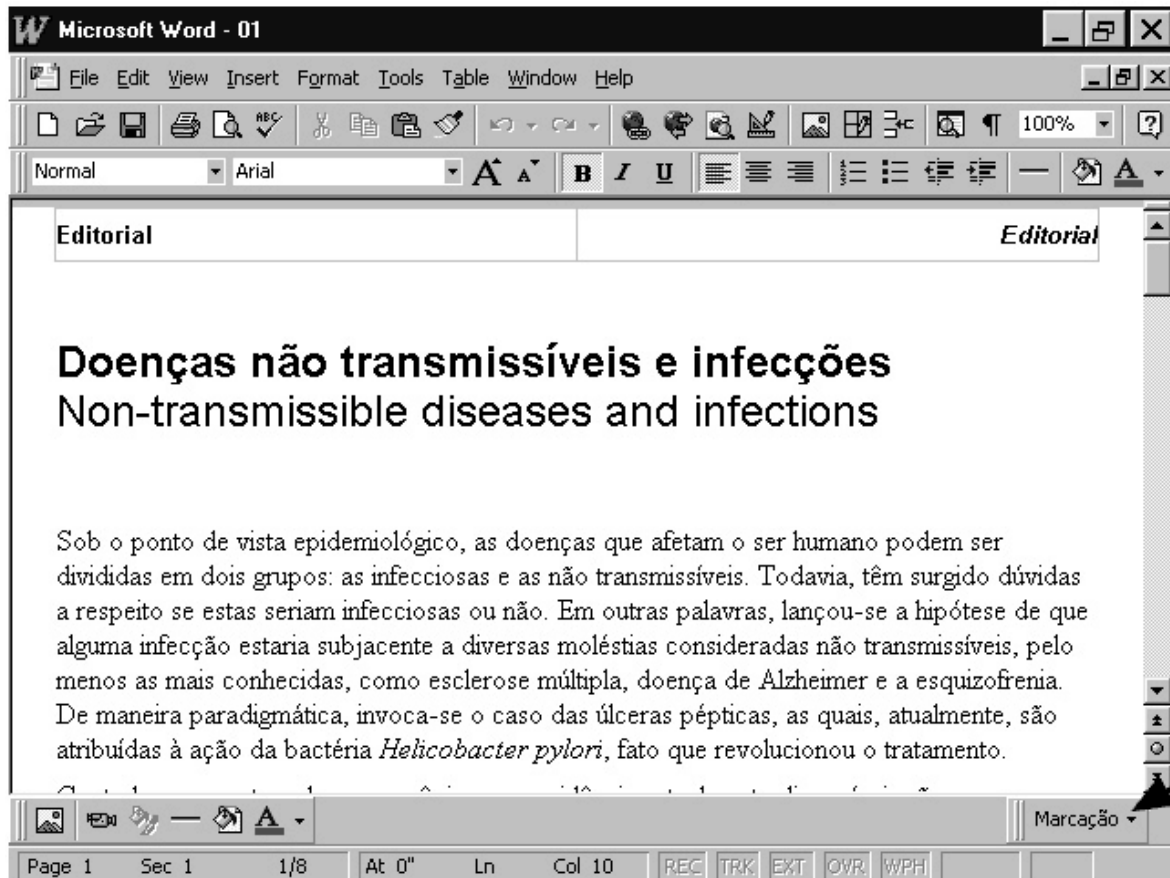 Microsoft Word - 01
File Edit View Insert Format Tools Table Window Help
ABC 100%
Normal Arial A A B I U A
Editorial Editorial
Doenças não transmissíveis e infecções
Non-transmissible diseases and infections
Sob o ponto de vista epidemiológico, as doenças que afetam o ser humano podem ser
divididas em dois grupos: as infecciosas e as não transmissíveis. Todavia, têm surgido dúvidas
a respeito se estas seriam infecciosas ou não. Em outras palavras, lançou-se a hipótese de que
alguma infecção estaria subjacente a diversas moléstias consideradas não transmissíveis, pelo
menos as mais conhecidas, como esclerose múltipla, doença de Alzheimer e a esquizofrenia.
De maneira paradigmática, invoca-se o caso das úlceras pépticas, as quais, atualmente, são
atribuídas à ação da bactéria Helicobacter pylori, fato que revolucionou o tratamento.
A Marcação
Page 1 Sec 1 1/8 At 0" Ln Col 10 REC TRK EXT OVR WPH